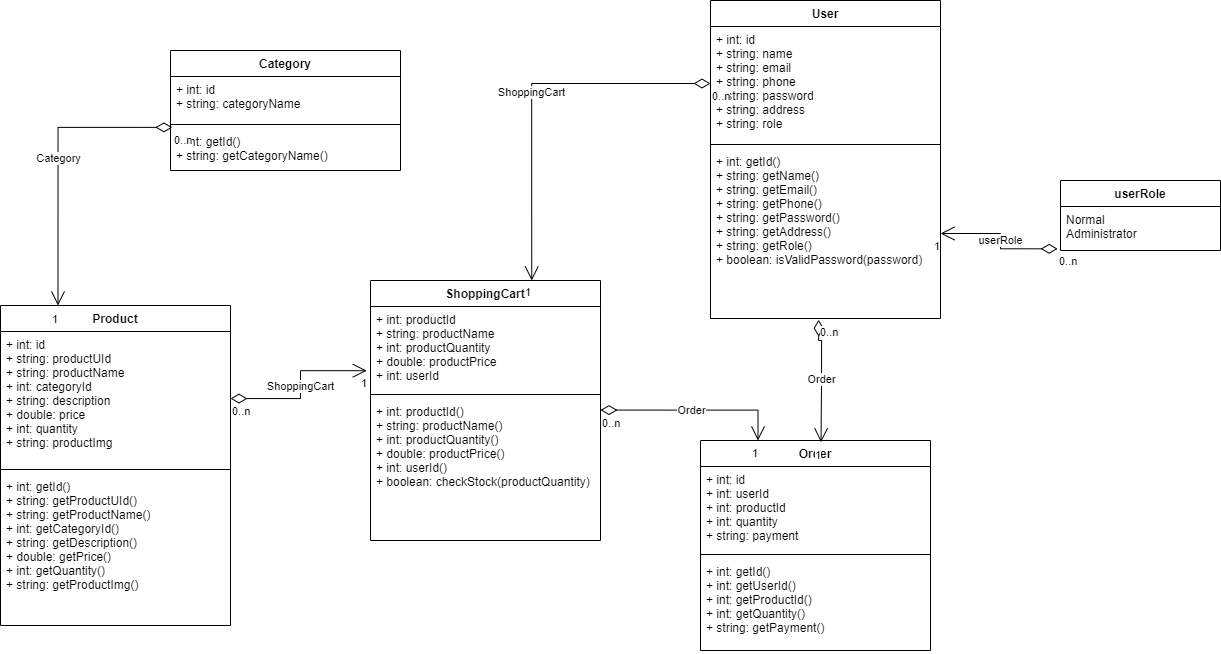 User
+ int: id
+ string: name
+ string: email
+ string: phone
+ string: password
+ string: address
+ string: role
+ int: getId()
+ string: getName()
+ string: getEmail()
+ string: getPhone()
+ string: getPassword()
+ string: getAddress()
+ string: getRole()
+ boolean: isValidPassword(password)
Category
+ int: id
+ string: categoryName
int: getId()
+ string: getCategoryName()
0..n
Category
1
ShoppingCart
0..n
1
userRole
Normal
Administrator
userRole
1
0..n
Product
+ int: id
+ string: productUId
+ string: productName
+ int: categoryId
+ string: description
+ double: price
+ int: quantity
+ string: productImg
+ int: getId()
+ string: getProductUId()
+ string: getProductName()
+ int: getCategoryId()
+ string: getDescription()
+ double: getPrice()
+ int: getQuantity()
+ string: getProductImg()
ShoppingCart
0..n
1
ShoppingCart
+ int: productId
+ string: productName
+ int: productQuantity
+ double: productPrice
+ int: userId
+ int: productId()
+ string: productName()
+ int: productQuantity()
+ double: productPrice()
+ int: userId()
+ boolean: checkStock(productQuantity)
Order
0..n
1
0..n
Order
1
Order
+ int: id
+ int: userId
+ int: productId
+ int: quantity
+ string: payment
+ int: getId()
+ int: getUserId()
+ int: getProductId()
+ int: getQuantity()
+ string: getPayment()